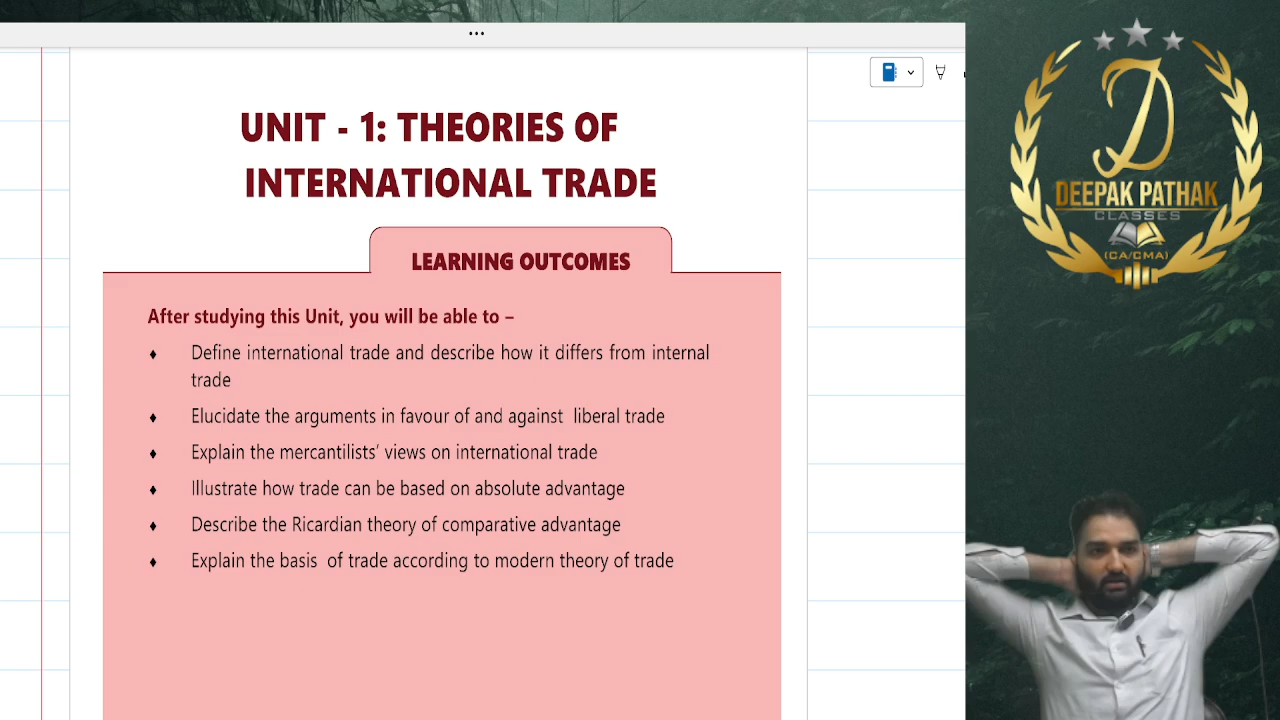 UNIT - 1: THEORIES OF
INTERNATIONAL TRADE
LEARNING OUTCOMES
After studying this Unit, you will be able to –
♦ Define international trade and describe how it differs from internal
trade
♦ Elucidate the arguments in favour of and against liberal trade
♦ Explain the mercantilists’ views on international trade
♦ Illustrate how trade can be based on absolute advantage
♦ Describe the Ricardian theory of comparative advantage
♦ Explain the basis of trade according to modern theory of trade
D
DEEPAK PATHAK
CLASSES
(CA/CMA)